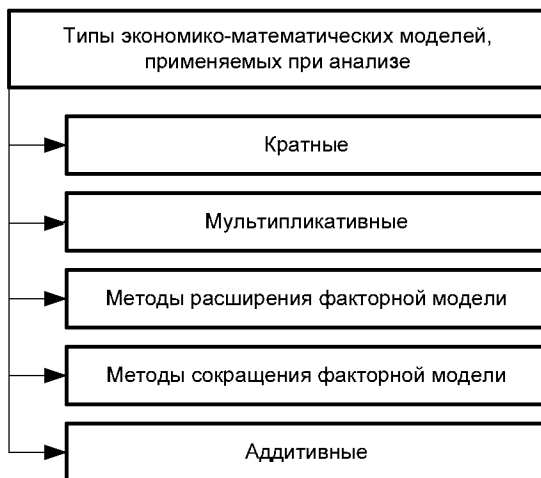 Типы экономико-математических моделей,
применяемых при анализе
Кратные
Мультипликативные
Методы расширения факторной модели
Методы сокращения факторной модели
Аддитивные